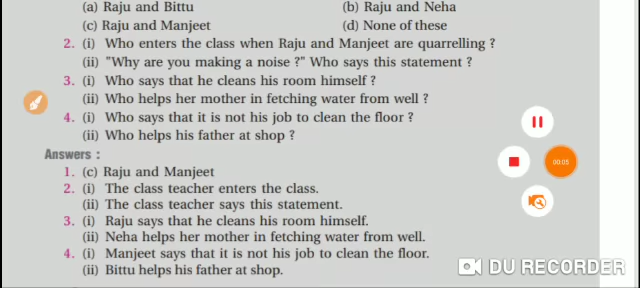 (a) Raju and Bittu (b) Raju and Neha
(c) Raju and Manjeet (d) None of these
2. (i) Who enters the class when Raju and Manjeet are quarrelling ?
(ii) "Why are you making a noise ?" Who says this statement ?
3. (i) Who says that he cleans his room himself ?
(ii) Who helps her mother in fetching water from well ?
4. (i) Who says that it is not his job to clean the floor ?
(ii) Who helps his father at shop ?
Answers :
1. (c) Raju and Manjeet
2. (i) The class teacher enters the class.
(ii) The class teacher says this statement.
3. (i) Raju says that he cleans his room himself.
(ii) Neha helps her mother in fetching water from well.
4. (i) Manjeet says that it is not his job to clean the floor.
(ii) Bittu helps his father at shop.
00:05
DU RECORDER